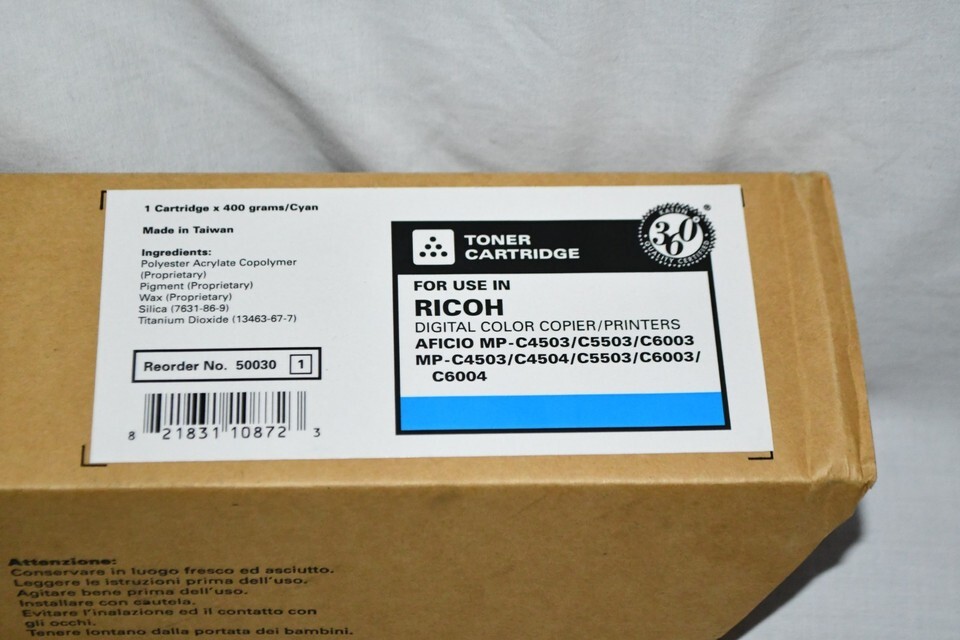 1 Cartridge x 400 grams/Cyan
Made in Taiwan
Ingredients:
Polyester Acrylate Copolymer
(Proprietary)
Pigment (Proprietary)
Wax (Proprietary)
Silica (7631-86-9)
Titanium Dioxide (13463-67-7)
Reorder No. 50030 1
8 21831 10872 3
TONER
CARTRIDGE
KATUN 360° QUALITY CERTIFIED ®
FOR USE IN
RICOH
DIGITAL COLOR COPIER/PRINTERS
AFICIO MP-C4503/C5503/C6003
MP-C4503/C4504/C5503/C6003/
C6004
Attenzione:
Conservare in luogo fresco ed asciutto.
Leggere le istruzioni prima dell'uso.
Agitare bene prima dell'uso.
Installare con cautela.
Evitare l'inalazione ed il contatto con
gli occhi.
Tenere lontano dalla portata dei bambini.